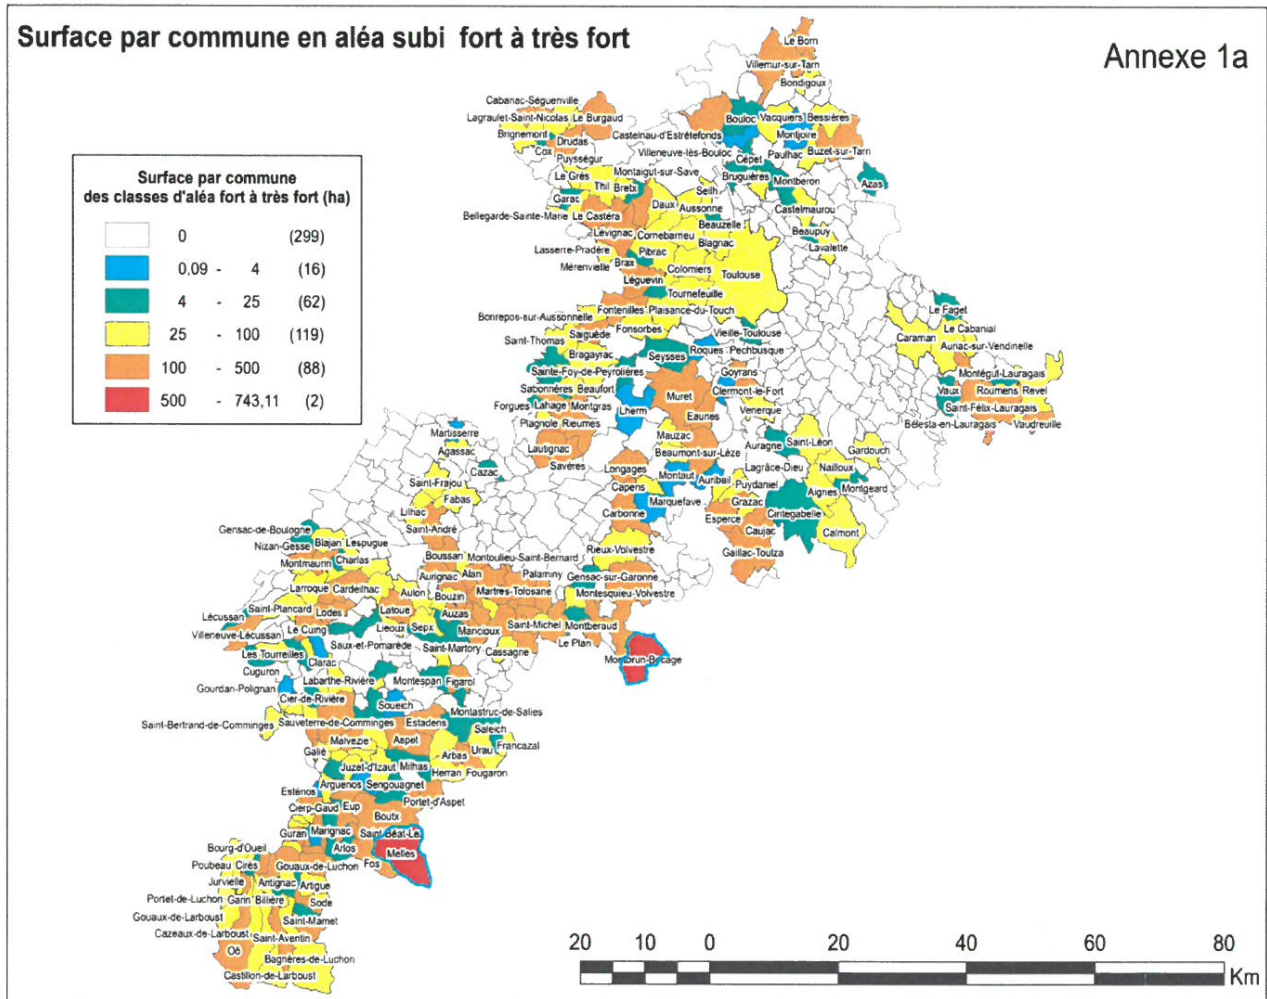 Surface par commune en aléa subi fort à très fort
Annexe 1a
Surface par commune
des classes d'aléa fort à très fort (ha)
0 (299)
0,09 - 4 (16)
4 - 25 (62)
25 - 100 (119)
100 - 500 (88)
500 - 743,11 (2)
Le Born
Villemur-sur-Tarn
Bondigoux
Cabanac-Séguenville
Lagraulet-Saint-Nicolas
Le Burgaud
Bouloc
Vacquiers
Bessières
Brignemont
Drudas
Castelnau-d'Estrétefonds
Montjoire
Cox
Puysségur
Villeneuve-lès-Bouloc
Cépet
Paulhac
Buzet-sur-Tarn
Le Grès
Montaigut-sur-Save
Bruguières
Montberon
Azas
Thil
Bretx
Seilh
Garac
Daux
Aussonne
Castelmaurou
Bellegarde-Sainte-Marie
Le Castéra
Beauzelle
Beaupuy
Lévignac
Cornebarrieu
Blagnac
Lavalette
Lasserre-Pradère
Pibrac
Mérenvielle
Brax
Colomiers
Toulouse
Léguevin
Tournefeuille
Le Faget
Bonrepos-sur-Aussonnelle
Fontenilles
Plaisance-du-Touch
Le Cabanial
Saiguède
Fonsorbes
Vieille-Toulouse
Caraman
Auriac-sur-Vendinelle
Saint-Thomas
Bragayrac
Seysses
Roques
Pechbusque
Sainte-Foy-de-Peyrolières
Goyrans
Montégut-Lauragais
Sabonnères
Beaufort
Muret
Clermont-le-Fort
Vaux
Roumens
Revel
Forgues
Lahage
Montgras
Lherm
Eaunes
Venerque
Saint-Félix-Lauragais
Plagnole
Rieumes
Bélesta-en-Lauragais
Vaudreuille
Martisserre
Mauzac
Auragne
Saint-Léon
Agassac
Lautignac
Beaumont-sur-Lèze
Gardouch
Cazac
Savères
Longages
Montaut
Auribail
Lagrâce-Dieu
Nailloux
Saint-Frajou
Capens
Puydaniel
Aignes
Montgeard
Fabas
Marquefave
Grazac
Lilhac
Carbonne
Esperce
Cintegabelle
Gensac-de-Boulogne
Saint-André
Caujac
Calmont
Nizan-Gesse
Blajan
Lespugue
Rieux-Volvestre
Gaillac-Toulza
Montmaurin
Charlas
Boussan
Montoulieu-Saint-Bernard
Aurignac
Alan
Palaminy
Gensac-sur-Garonne
Larroque
Cardeilhac
Aulon
Bouzin
Martres-Tolosane
Montesquieu-Volvestre
Saint-Plancard
Lodes
Latoue
Auzas
Lécussan
Villeneuve-Lécussan
Le Cuing
Lieoux
Sepx
Mancioux
Saint-Michel
Montberaud
Les Tourreilles
Saux-et-Pomarède
Saint-Martory
Cassagne
Le Plan
Clarac
Montbrun-Bocage
Cuguron
Labarthe-Rivière
Montespan
Figarol
Gourdan-Polignan
Cier-de-Rivière
Soueich
Montastruc-de-Salies
Saint-Bertrand-de-Comminges
Sauveterre-de-Comminges
Estadens
Saleich
Malvezie
Aspet
Francazal
Galié
Arbas
Urau
Juzet-d'Izaut
Milhas
Herran
Fougaron
Arguenos
Sengouagnet
Esténos
Portet-d'Aspet
Cierp-Gaud
Eup
Boutx
Guran
Marignac
Saint-Béat-Lé
Bourg-d'Oueil
Arlos
Melles
Poubeau
Cirès
Gouaux-de-Luchon
Fos
Jurvielle
Antignac
Artigue
Portet-de-Luchon
Garin
Billière
Sode
Gouaux-de-Larboust
Saint-Mamet
Cazeaux-de-Larboust
Saint-Aventin
Oô
Bagnères-de-Luchon
Castillon-de-Larboust
20 10 0 20 40 60 80
Km